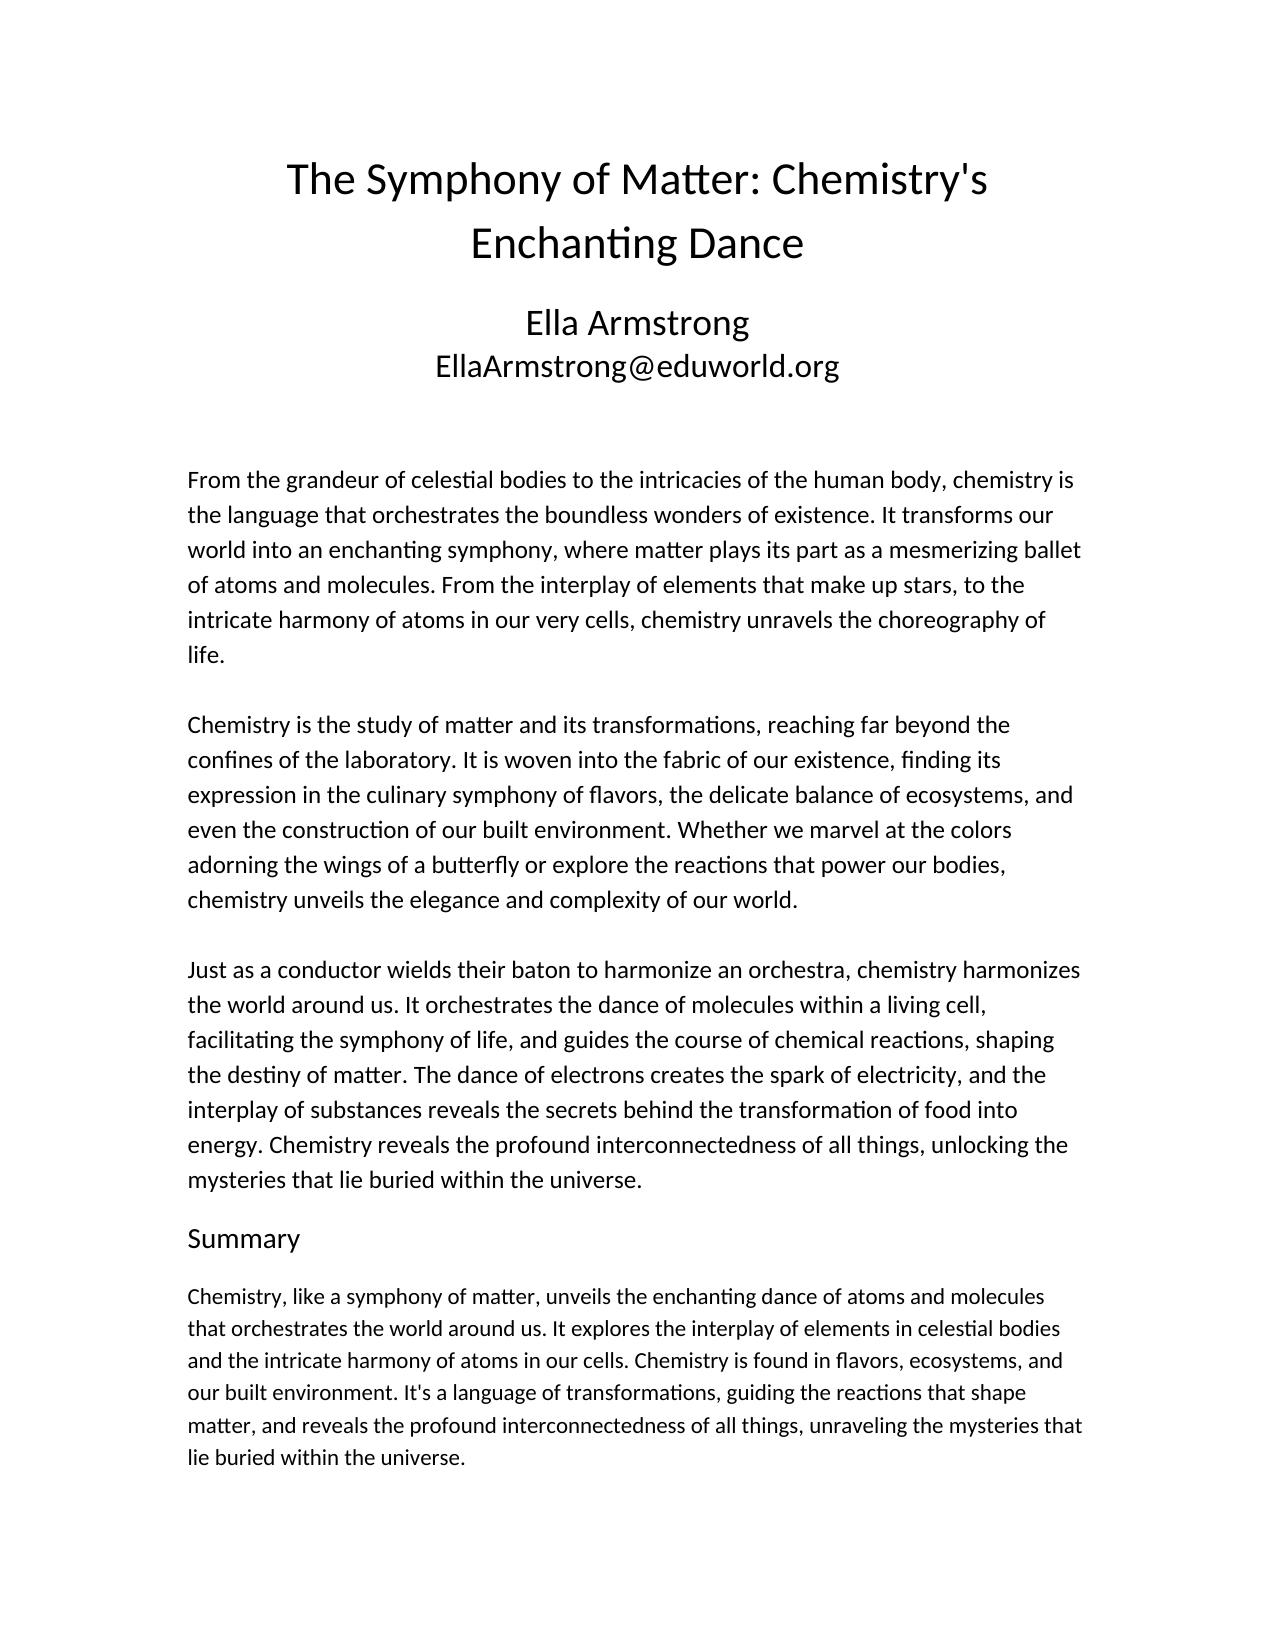 The Symphony of Matter: Chemistry's
Enchanting Dance
Ella Armstrong
EllaArmstrong@eduworld.org
From the grandeur of celestial bodies to the intricacies of the human body, chemistry is
the language that orchestrates the boundless wonders of existence. It transforms our
world into an enchanting symphony, where matter plays its part as a mesmerizing ballet
of atoms and molecules. From the interplay of elements that make up stars, to the
intricate harmony of atoms in our very cells, chemistry unravels the choreography of
life.
Chemistry is the study of matter and its transformations, reaching far beyond the
confines of the laboratory. It is woven into the fabric of our existence, finding its
expression in the culinary symphony of flavors, the delicate balance of ecosystems, and
even the construction of our built environment. Whether we marvel at the colors
adorning the wings of a butterfly or explore the reactions that power our bodies,
chemistry unveils the elegance and complexity of our world.
Just as a conductor wields their baton to harmonize an orchestra, chemistry harmonizes
the world around us. It orchestrates the dance of molecules within a living cell,
facilitating the symphony of life, and guides the course of chemical reactions, shaping
the destiny of matter. The dance of electrons creates the spark of electricity, and the
interplay of substances reveals the secrets behind the transformation of food into
energy. Chemistry reveals the profound interconnectedness of all things, unlocking the
mysteries that lie buried within the universe.
Summary
Chemistry, like a symphony of matter, unveils the enchanting dance of atoms and molecules
that orchestrates the world around us. It explores the interplay of elements in celestial bodies
and the intricate harmony of atoms in our cells. Chemistry is found in flavors, ecosystems, and
our built environment. It's a language of transformations, guiding the reactions that shape
matter, and reveals the profound interconnectedness of all things, unraveling the mysteries that
lie buried within the universe.